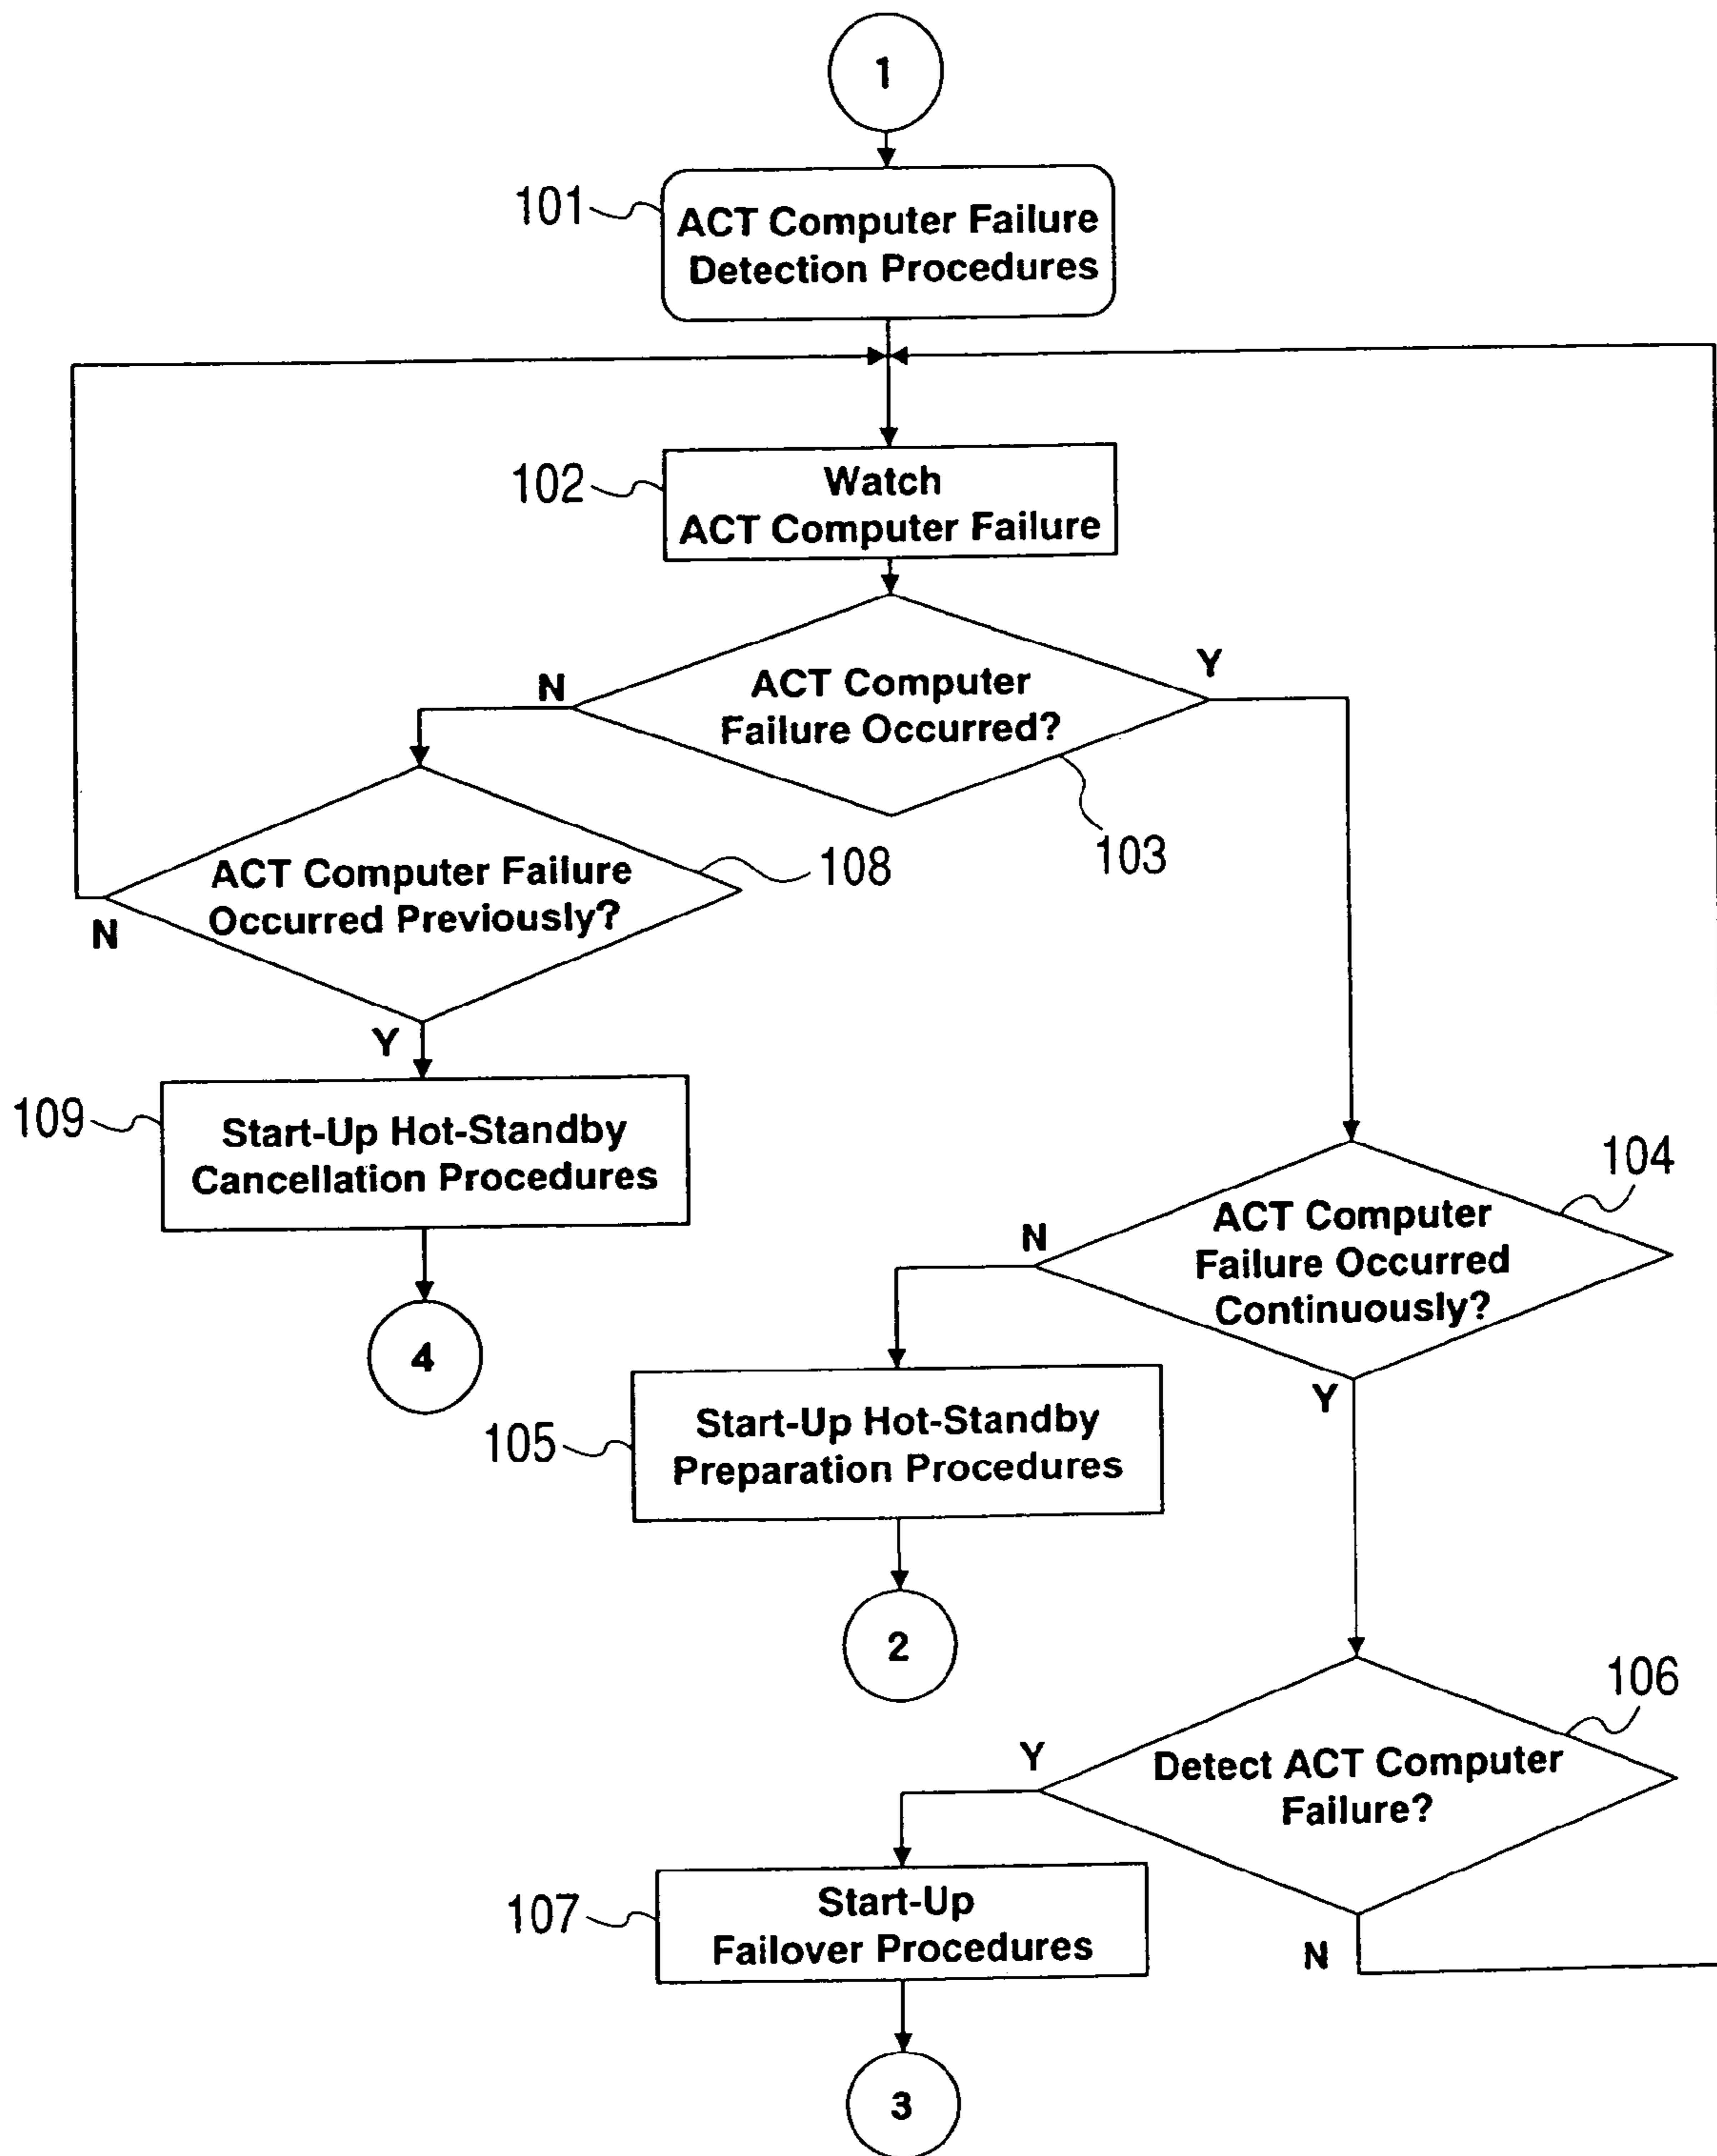 1
101
ACT Computer Failure
Detection Procedures
102
Watch
ACT Computer Failure
N
Y
ACT Computer
Failure Occurred?
103
ACT Computer Failure
Occurred Previously?
108
N
Y
109
Start-Up Hot-Standby
Cancellation Procedures
4
104
N
ACT Computer
Failure Occurred
Continuously?
Y
105
Start-Up Hot-Standby
Preparation Procedures
2
106
Y
Detect ACT Computer
Failure?
107
Start-Up
Failover Procedures
N
3